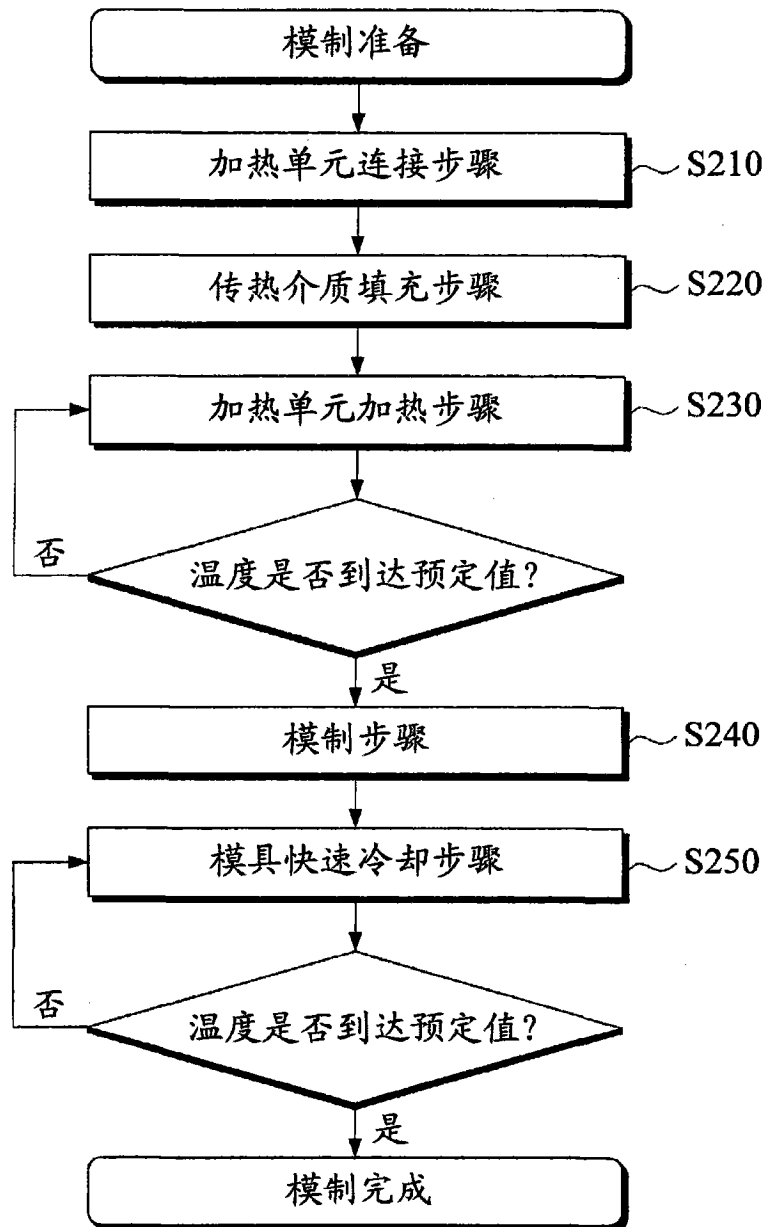 模制准备
加热单元连接步骤
S210
传热介质填充步骤
S220
加热单元加热步骤
S230
否
温度是否到达预定值?
是
模制步骤
S240
模具快速冷却步骤
S250
否
温度是否到达预定值?
是
模制完成